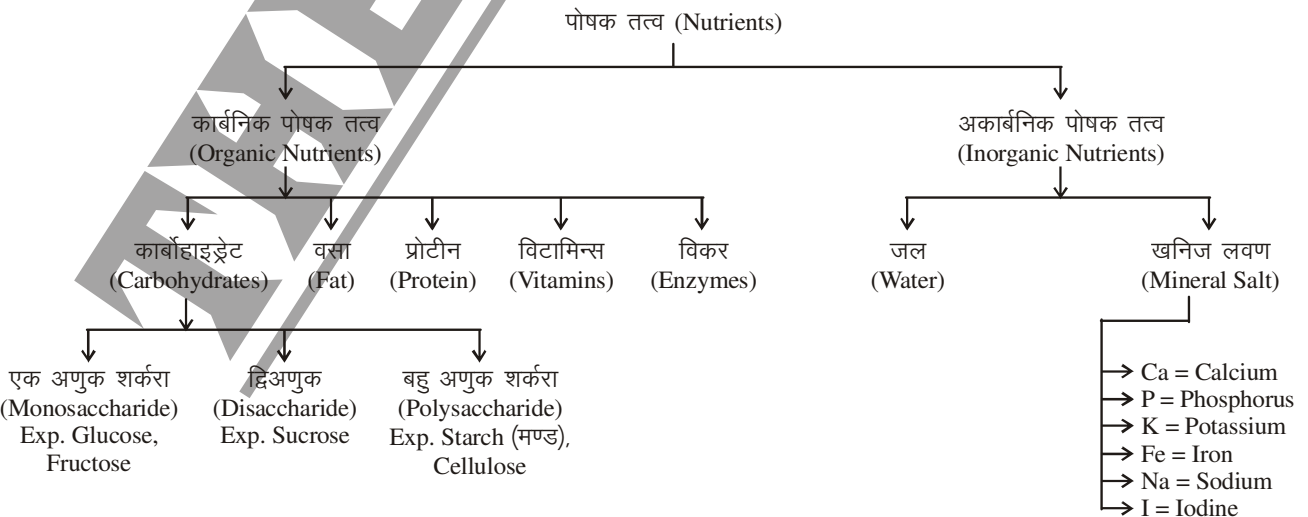 पोषक तत्व (Nutrients)
कार्बनिक पोषक तत्व
(Organic Nutrients)
अकार्बनिक पोषक तत्व
(Inorganic Nutrients)
कार्बोहाइड्रेट
(Carbohydrates)
वसा
(Fat)
प्रोटीन
(Protein)
विटामिन्स
(Vitamins)
विकर
(Enzymes)
जल
(Water)
खनिज लवण
(Mineral Salt)
एक अणुक शर्करा
(Monosaccharide)
Exp. Glucose,
Fructose
द्विअणुक
(Disaccharide)
Exp. Sucrose
बहु अणुक शर्करा
(Polysaccharide)
Exp. Starch (मण्ड),
Cellulose
Ca = Calcium
P = Phosphorus
K = Potassium
Fe = Iron
Na = Sodium
I = Iodine